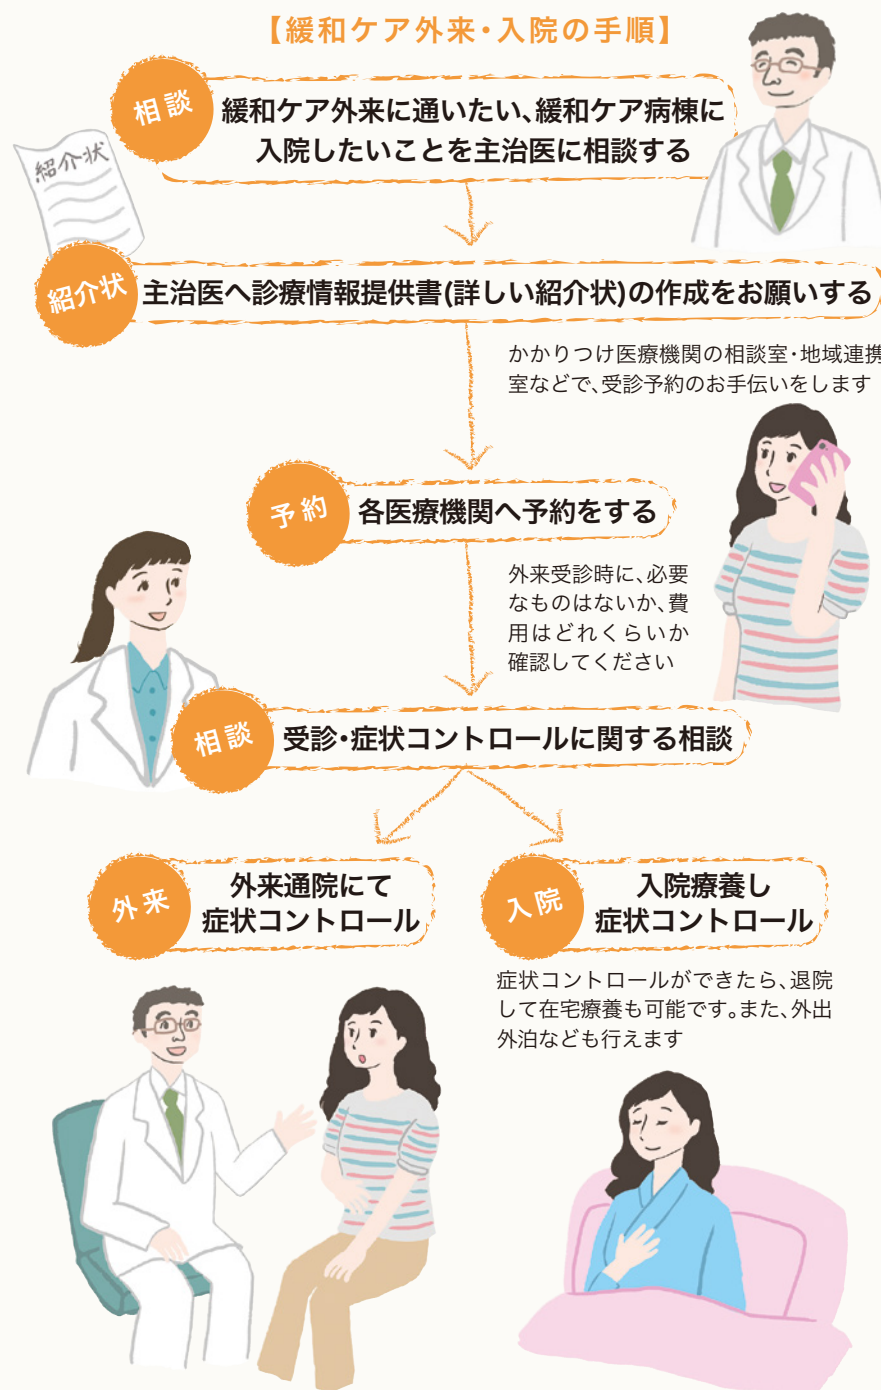 【緩和ケア外来・入院の手順】
相談
緩和ケア外来に通いたい、緩和ケア病棟に
入院したいことを主治医に相談する
紹介状
紹介状
主治医へ診療情報提供書(詳しい紹介状)の作成をお願いする
かかりつけ医療機関の相談室・地域連携
室などで、受診予約のお手伝いをします
予約
各医療機関へ予約をする
外来受診時に、必要
なものはないか、費
用はどれくらいか
確認してください
相談
受診・症状コントロールに関する相談
外来
外来通院にて
症状コントロール
入院
入院療養し
症状コントロール
症状コントロールができたら、退院
して在宅療養も可能です。また、外出
外泊なども行えます